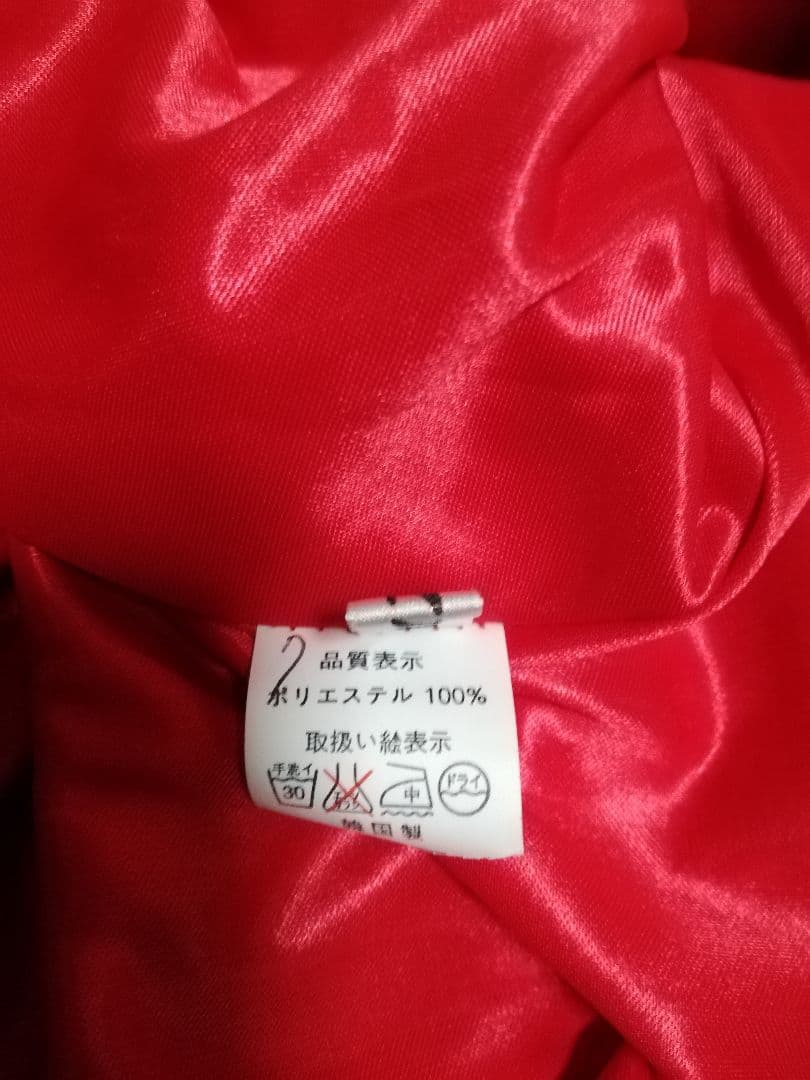 品質表示
ポリエステル 100%
取扱い絵表示
手洗イ 30 中 ドライ
韓国製